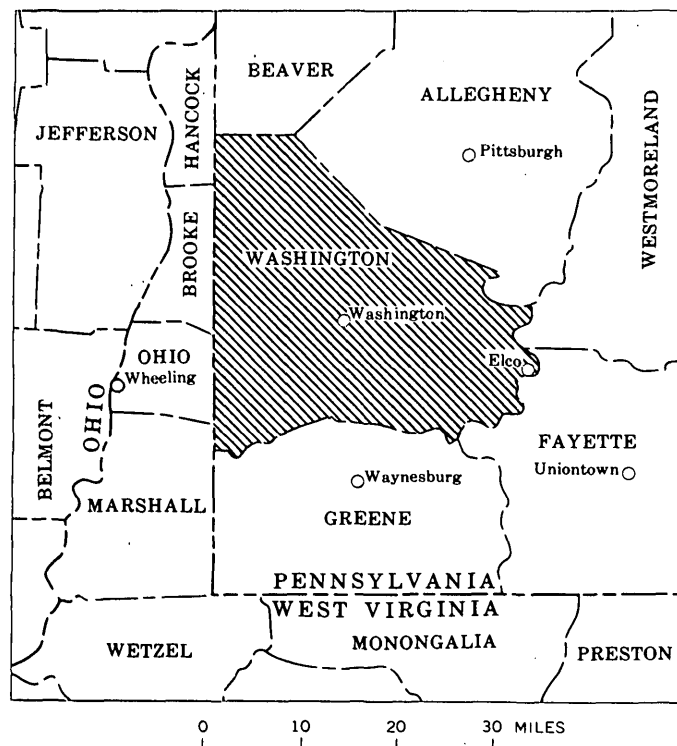 BEAVER
ALLEGHENY
HANCOCK
JEFFERSON
Pittsburgh
WESTMORELAND
BROOKE
WASHINGTON
Washington
OHIO
Wheeling
Elco
OHIO
BELMONT
FAYETTE
Uniontown
Waynesburg
MARSHALL
GREENE
PENNSYLVANIA
WEST VIRGINIA
WETZEL
MONONGALIA
PRESTON
0 10 20 30 MILES